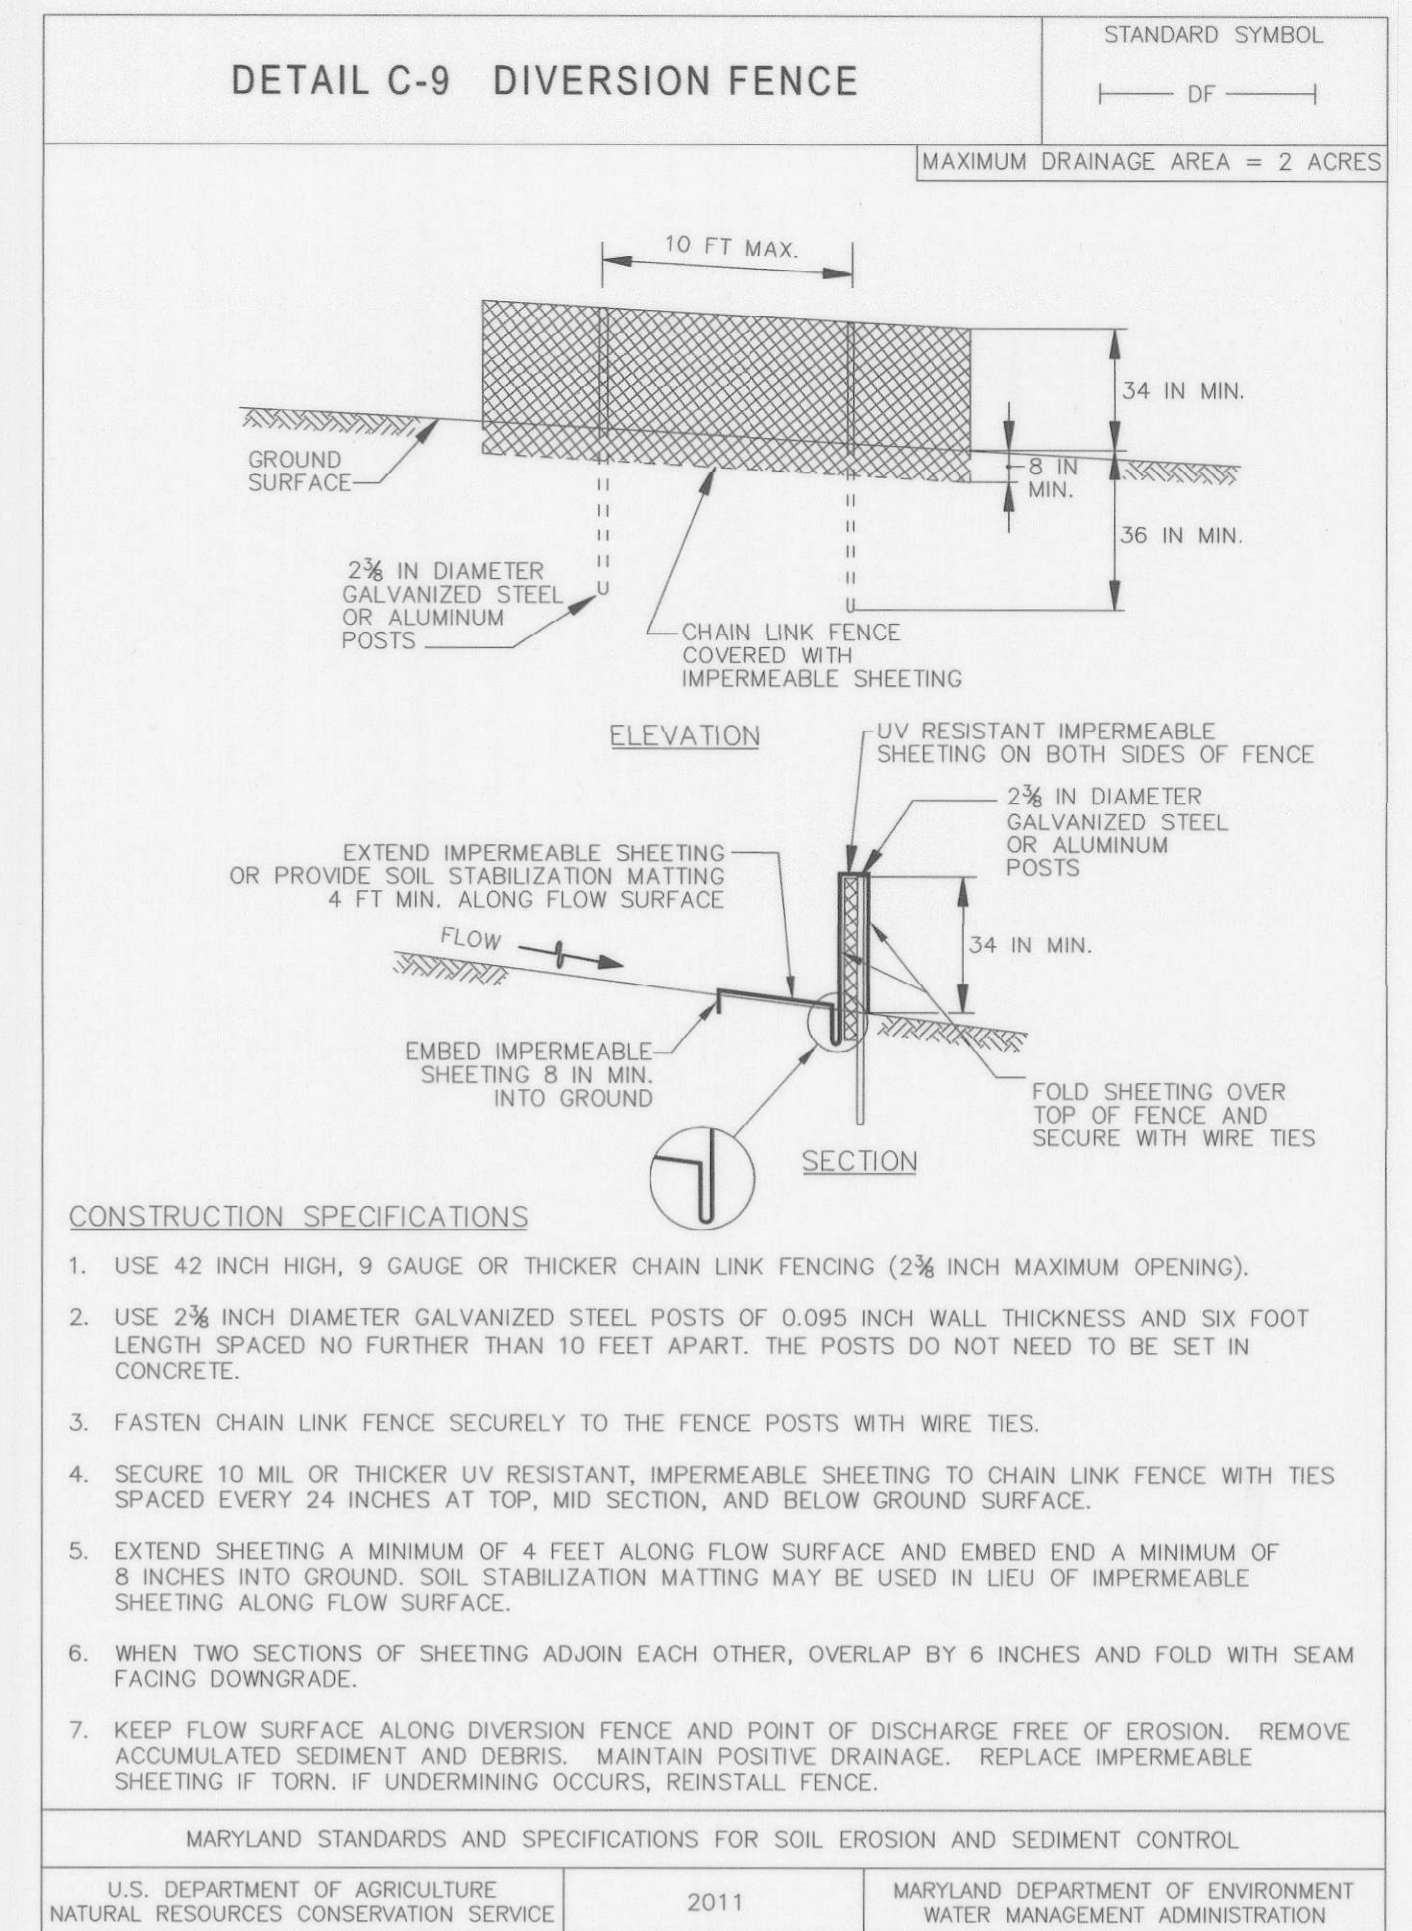 DETAIL C-9 DIVERSION FENCE
STANDARD SYMBOL
DF
MAXIMUM DRAINAGE AREA = 2 ACRES
10 FT MAX.
34 IN MIN.
GROUND
SURFACE
8 IN
MIN.
36 IN MIN.
2⅜ IN DIAMETER
GALVANIZED STEEL
OR ALUMINUM
POSTS
CHAIN LINK FENCE
COVERED WITH
IMPERMEABLE SHEETING
ELEVATION
UV RESISTANT IMPERMEABLE
SHEETING ON BOTH SIDES OF FENCE
2⅜ IN DIAMETER
GALVANIZED STEEL
OR ALUMINUM
POSTS
EXTEND IMPERMEABLE SHEETING
OR PROVIDE SOIL STABILIZATION MATTING
4 FT MIN. ALONG FLOW SURFACE
FLOW
34 IN MIN.
EMBED IMPERMEABLE
SHEETING 8 IN MIN.
INTO GROUND
FOLD SHEETING OVER
TOP OF FENCE AND
SECURE WITH WIRE TIES
SECTION
CONSTRUCTION SPECIFICATIONS
1. USE 42 INCH HIGH, 9 GAUGE OR THICKER CHAIN LINK FENCING (2⅜ INCH MAXIMUM OPENING).
2. USE 2⅜ INCH DIAMETER GALVANIZED STEEL POSTS OF 0.095 INCH WALL THICKNESS AND SIX FOOT
LENGTH SPACED NO FURTHER THAN 10 FEET APART. THE POSTS DO NOT NEED TO BE SET IN
CONCRETE.
3. FASTEN CHAIN LINK FENCE SECURELY TO THE FENCE POSTS WITH WIRE TIES.
4. SECURE 10 MIL OR THICKER UV RESISTANT, IMPERMEABLE SHEETING TO CHAIN LINK FENCE WITH TIES
SPACED EVERY 24 INCHES AT TOP, MID SECTION, AND BELOW GROUND SURFACE.
5. EXTEND SHEETING A MINIMUM OF 4 FEET ALONG FLOW SURFACE AND EMBED END A MINIMUM OF
8 INCHES INTO GROUND. SOIL STABILIZATION MATTING MAY BE USED IN LIEU OF IMPERMEABLE
SHEETING ALONG FLOW SURFACE.
6. WHEN TWO SECTIONS OF SHEETING ADJOIN EACH OTHER, OVERLAP BY 6 INCHES AND FOLD WITH SEAM
FACING DOWNGRADE.
7. KEEP FLOW SURFACE ALONG DIVERSION FENCE AND POINT OF DISCHARGE FREE OF EROSION. REMOVE
ACCUMULATED SEDIMENT AND DEBRIS. MAINTAIN POSITIVE DRAINAGE. REPLACE IMPERMEABLE
SHEETING IF TORN. IF UNDERMINING OCCURS, REINSTALL FENCE.
MARYLAND STANDARDS AND SPECIFICATIONS FOR SOIL EROSION AND SEDIMENT CONTROL
U.S. DEPARTMENT OF AGRICULTURE
NATURAL RESOURCES CONSERVATION SERVICE
2011
MARYLAND DEPARTMENT OF ENVIRONMENT
WATER MANAGEMENT ADMINISTRATION